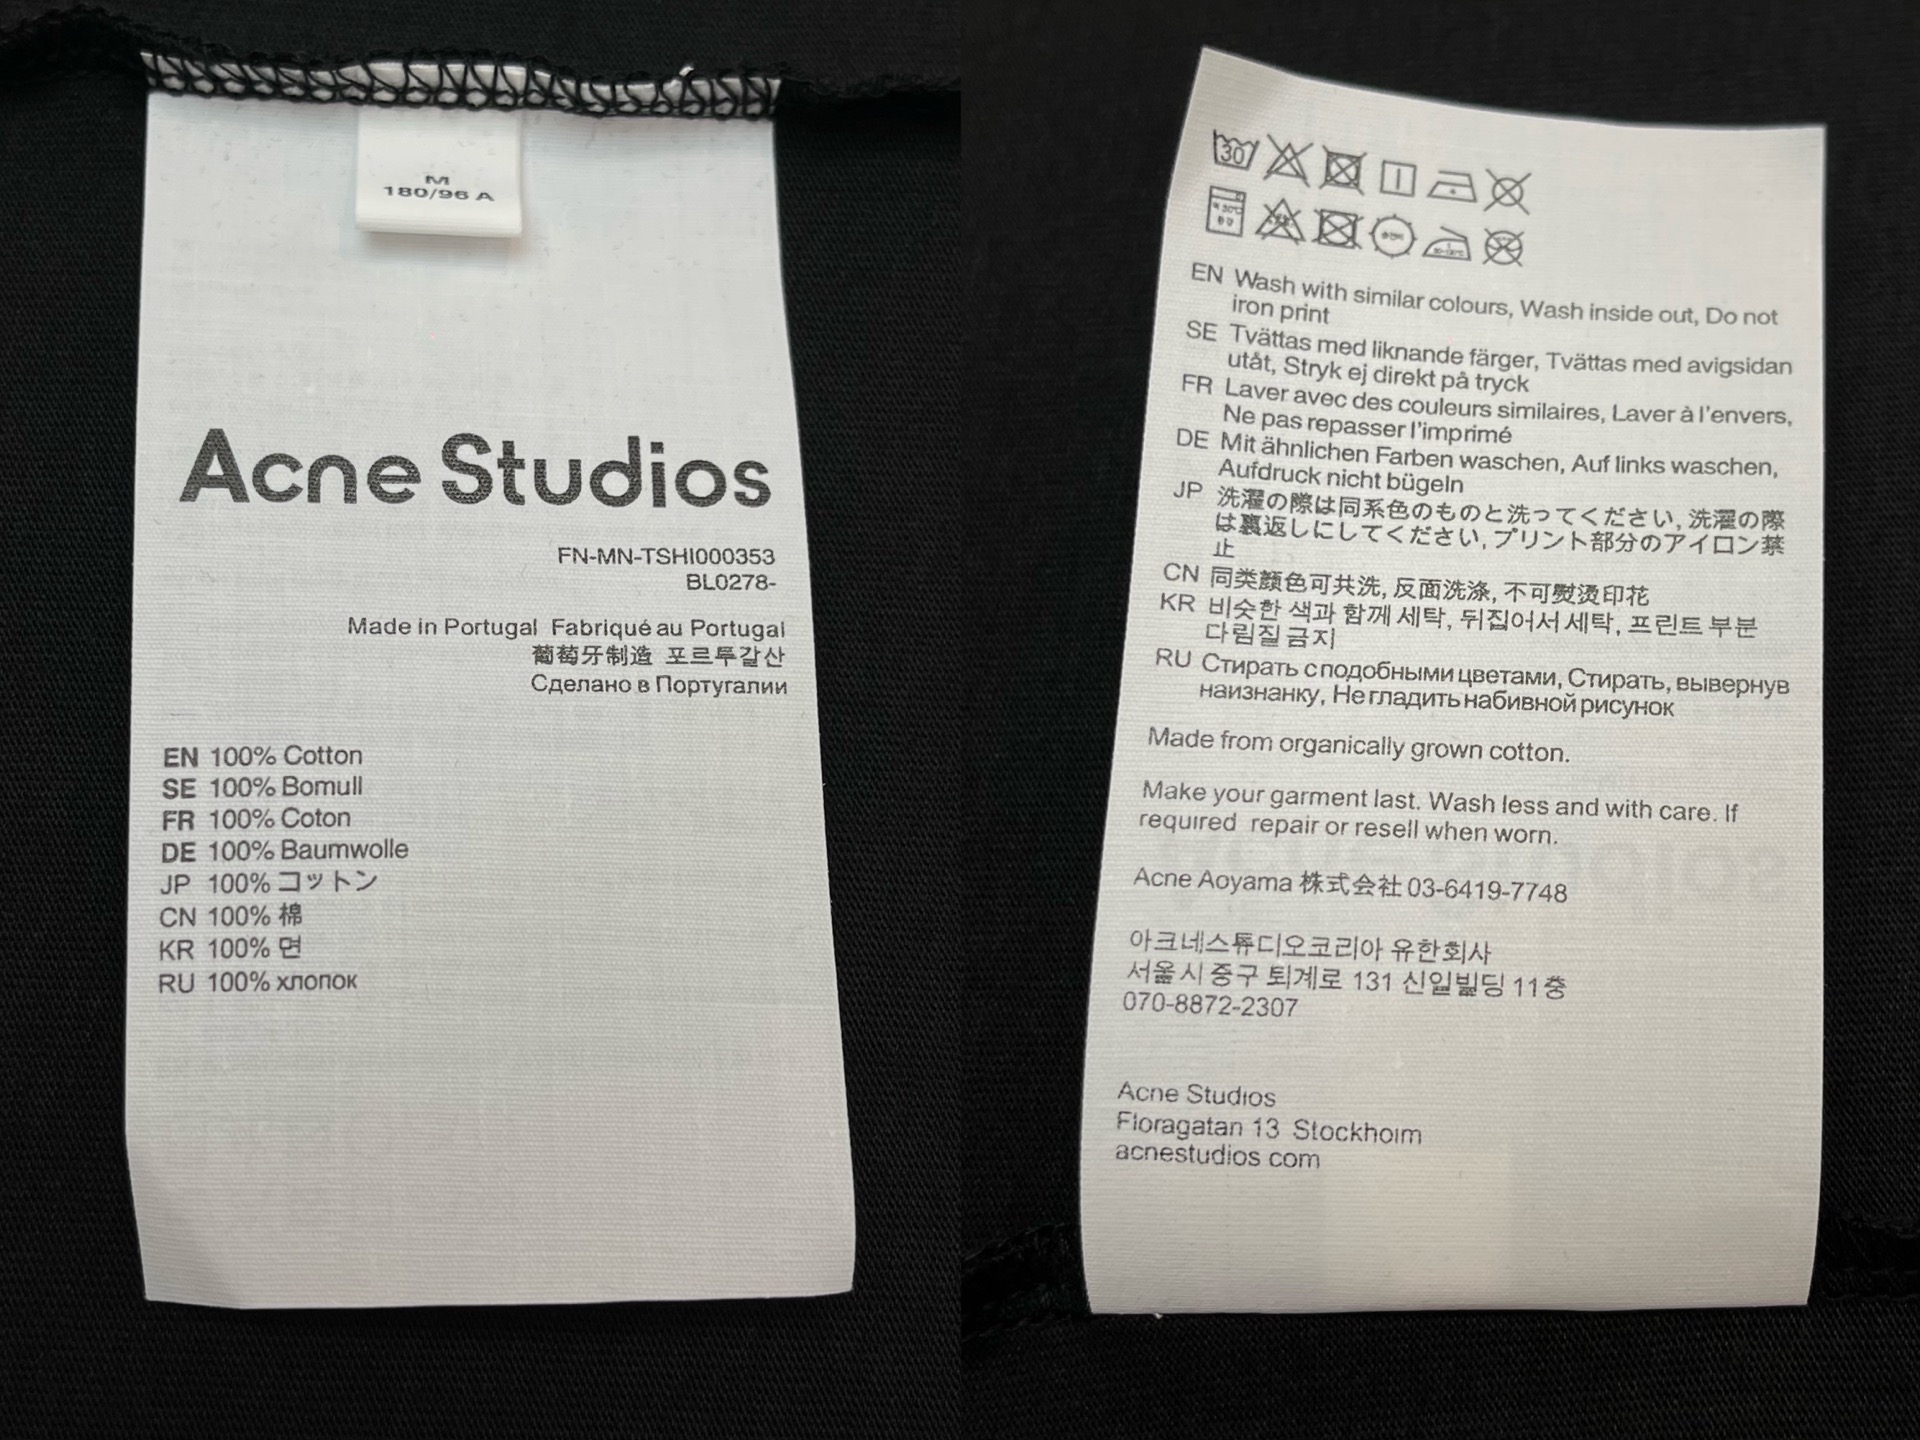 M
180/96 A
Acne Studios
FN-MN-TSHI000353
BL0278-
Made in Portugal Fabriqué au Portugal
葡萄牙制造 포르투갈산
Сделано в Португалии
EN 100% Cotton
SE 100% Bomull
FR 100% Coton
DE 100% Baumwolle
JP 100% コットン
CN 100% 棉
KR 100% 면
RU 100% хлопок
30
EN Wash with similar colours, Wash inside out, Do not
iron print
SE Tvättas med liknande färger, Tvättas med avigsidan
utåt, Stryk ej direkt på tryck
FR Laver avec des couleurs similaires, Laver à l'envers,
Ne pas repasser l'imprimé
DE Mit ähnlichen Farben waschen, Auf links waschen,
Aufdruck nicht bügeln
JP 洗濯の際は同系色のものと洗ってください, 洗濯の際
は裏返しにしてください, プリント部分のアイロン禁
止
CN 同类颜色可共洗, 反面洗涤, 不可熨烫印花
KR 비슷한 색과 함께 세탁, 뒤집어서 세탁, 프린트 부분
다림질 금지
RU Стирать с подобными цветами, Стирать, вывернув
наизнанку, Не гладить набивной рисунок
Made from organically grown cotton.
Make your garment last. Wash less and with care. If
required repair or resell when worn.
Acne Aoyama 株式会社 03-6419-7748
아크네스튜디오코리아 유한회사
서울시 중구 퇴계로 131 신일빌딩 11층
070-8872-2307
Acne Studios
Floragatan 13 Stockholm
acnestudios com